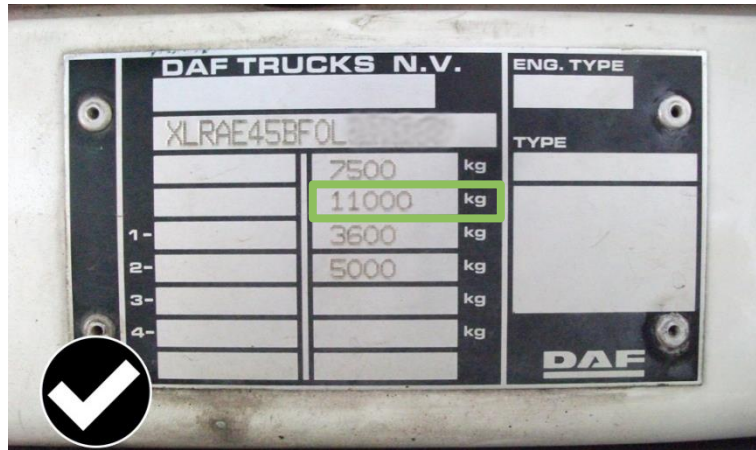 DAF TRUCKS N.V.
ENG. TYPE
XLRAE45BF0L
TYPE
7500 kg
11000 kg
1- 3600 kg
2- 5000 kg
3- kg
4- kg
DAF